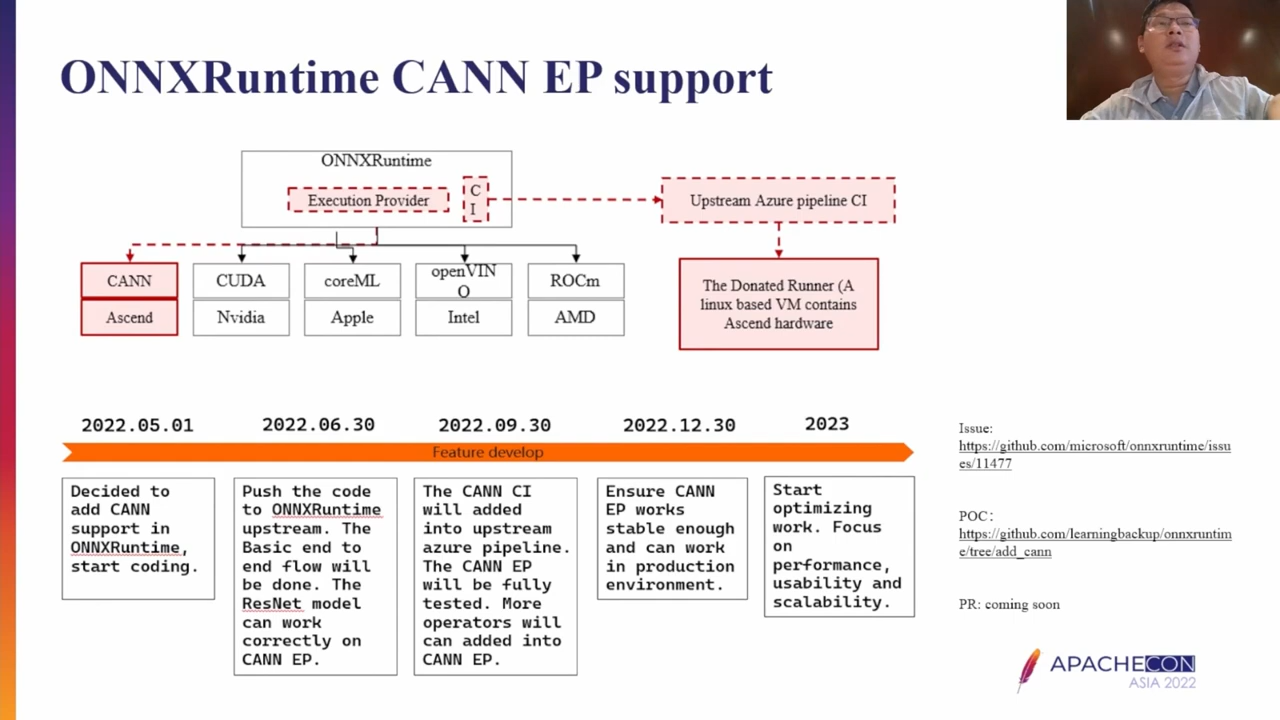 ONNXRuntime CANN EP support
ONNXRuntime
Execution Provider
C
I
Upstream Azure pipeline CI
CANN
CUDA
coreML
openVIN
O
ROCm
Ascend
Nvidia
Apple
Intel
AMD
The Donated Runner (A
linux based VM contains
Ascend hardware
2022.05.01
2022.06.30
2022.09.30
2022.12.30
2023
Feature develop
Decided to
add CANN
support in
ONNXRuntime,
start coding.
Push the code
to ONNXRuntime
upstream. The
Basic end to
end flow will
be done. The
ResNet model
can work
correctly on
CANN EP.
The CANN CI
will added
into upstream
azure pipeline.
The CANN EP
will be fully
tested. More
operators will
can added into
CANN EP.
Ensure CANN
EP works
stable enough
and can work
in production
environment.
Start
optimizing
work. Focus
on
performance,
usability and
scalability.
Issue:
https://github.com/microsoft/onnxruntime/issu
es/11477
POC:
https://github.com/learningbackup/onnxruntim
e/tree/add_cann
PR: coming soon
APACHECON
ASIA 2022